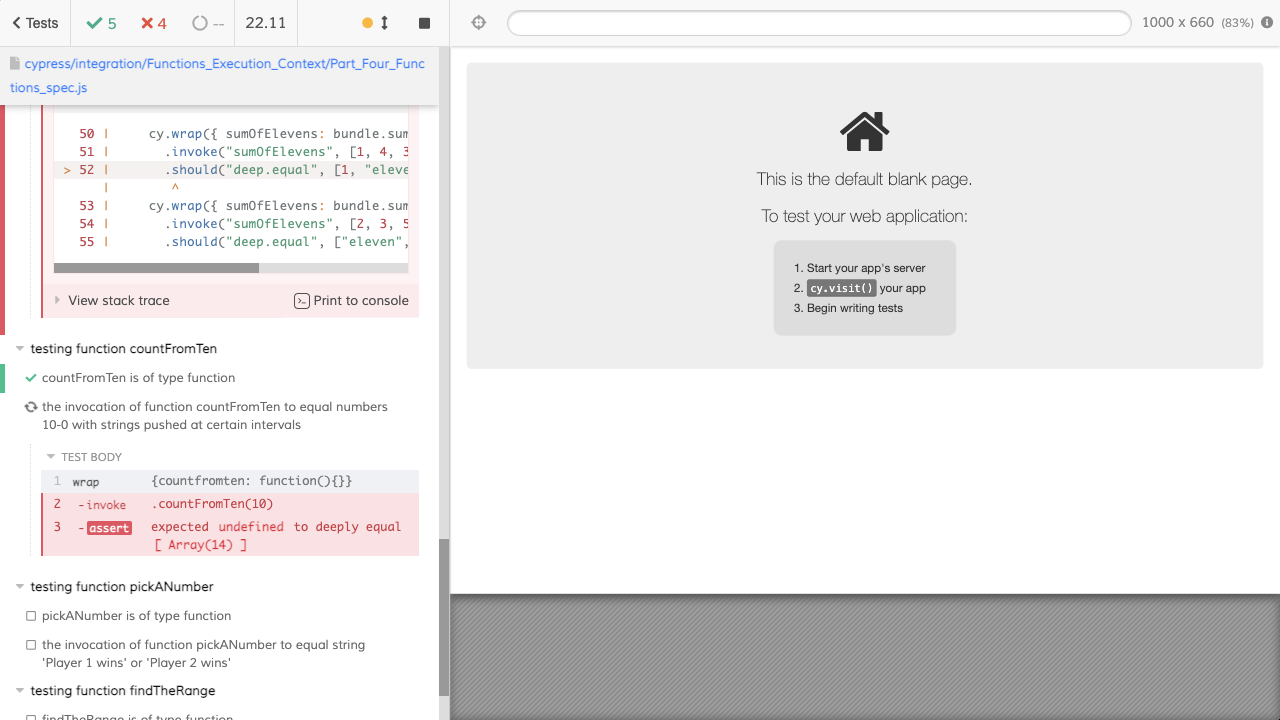 Tests
5
4
--
22.11
1000 x 660 (83%)
cypress/integration/Functions_Execution_Context/Part_Four_Func
tions_spec.js
50 | cy.wrap({ sumOfElevens: bundle.sum
51 | .invoke("sumOfElevens", [1, 4, 3
> 52 | .should("deep.equal", [1, "eleve
| ^
53 | cy.wrap({ sumOfElevens: bundle.sum
54 | .invoke("sumOfElevens", [2, 3, 5
55 | .should("deep.equal", ["eleven",
View stack trace
Print to console
testing function countFromTen
countFromTen is of type function
the invocation of function countFromTen to equal numbers
10-0 with strings pushed at certain intervals
TEST BODY
1 wrap {countfromten: function(){}}
2 -invoke .countFromTen(10)
3 -assert expected undefined to deeply equal
[ Array(14) ]
testing function pickANumber
pickANumber is of type function
the invocation of function pickANumber to equal string
'Player 1 wins' or 'Player 2 wins'
testing function findTheRange
findTheRange is of type function
This is the default blank page.
To test your web application:
1. Start your app's server
2. cy.visit() your app
3. Begin writing tests